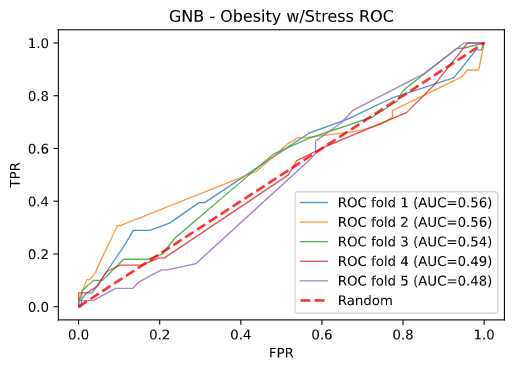 GNB - Obesity w/Stress ROC
TPR
1.0
0.8
0.6
0.4
0.2
0.0
0.0 0.2 0.4 0.6 0.8 1.0
FPR
ROC fold 1 (AUC=0.56)
ROC fold 2 (AUC=0.56)
ROC fold 3 (AUC=0.54)
ROC fold 4 (AUC=0.49)
ROC fold 5 (AUC=0.48)
Random